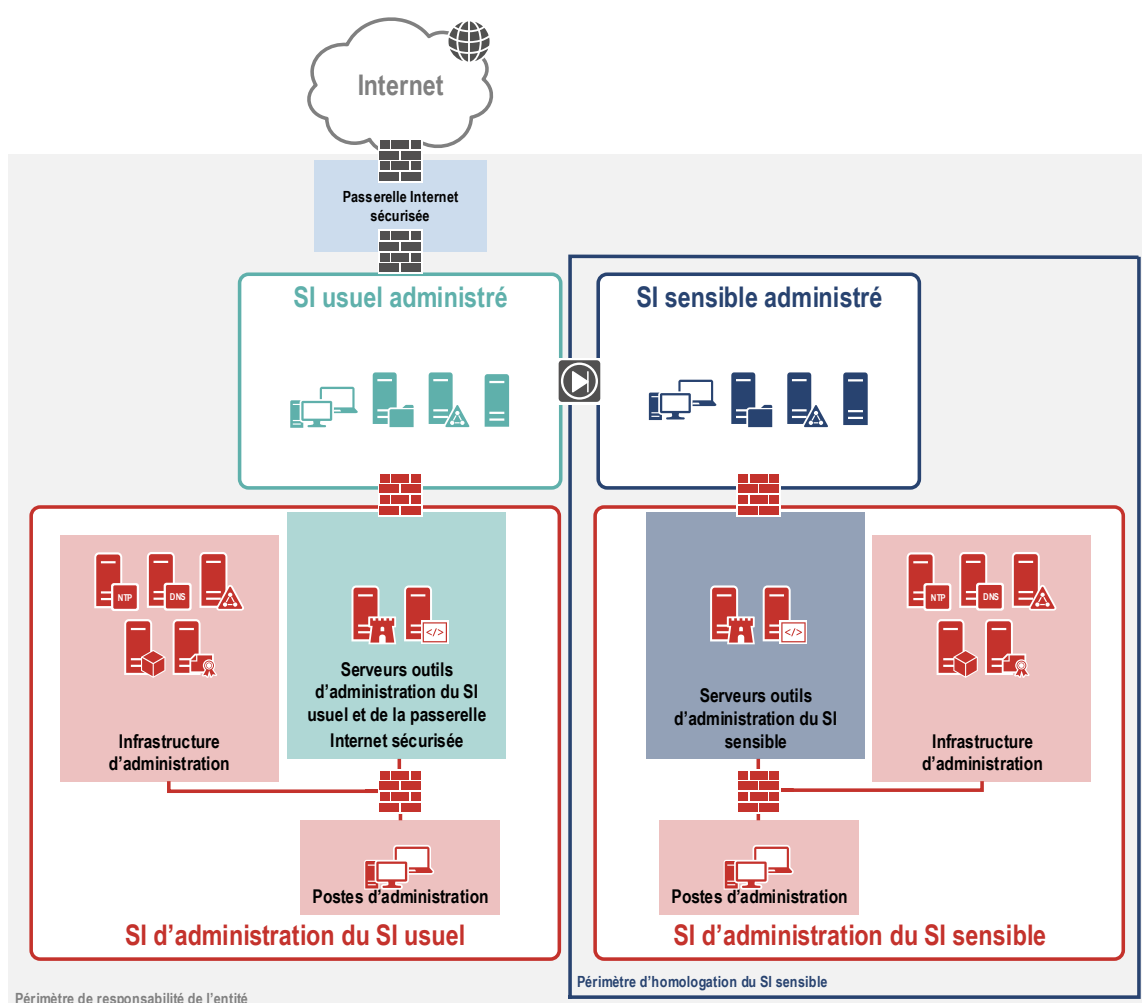 Internet
Passerelle Internet
sécurisée
SI usuel administré
SI sensible administré
NTP
DNS
</>
Serveurs outils
d'administration du SI
usuel et de la passerelle
Internet sécurisée
Infrastructure
d'administration
Postes d'administration
SI d'administration du SI usuel
</>
Serveurs outils
d'administration du SI
sensible
NTP
DNS
Infrastructure
d'administration
Postes d'administration
SI d'administration du SI sensible
Périmètre d'homologation du SI sensible
Périmètre de responsabilité de l'entité